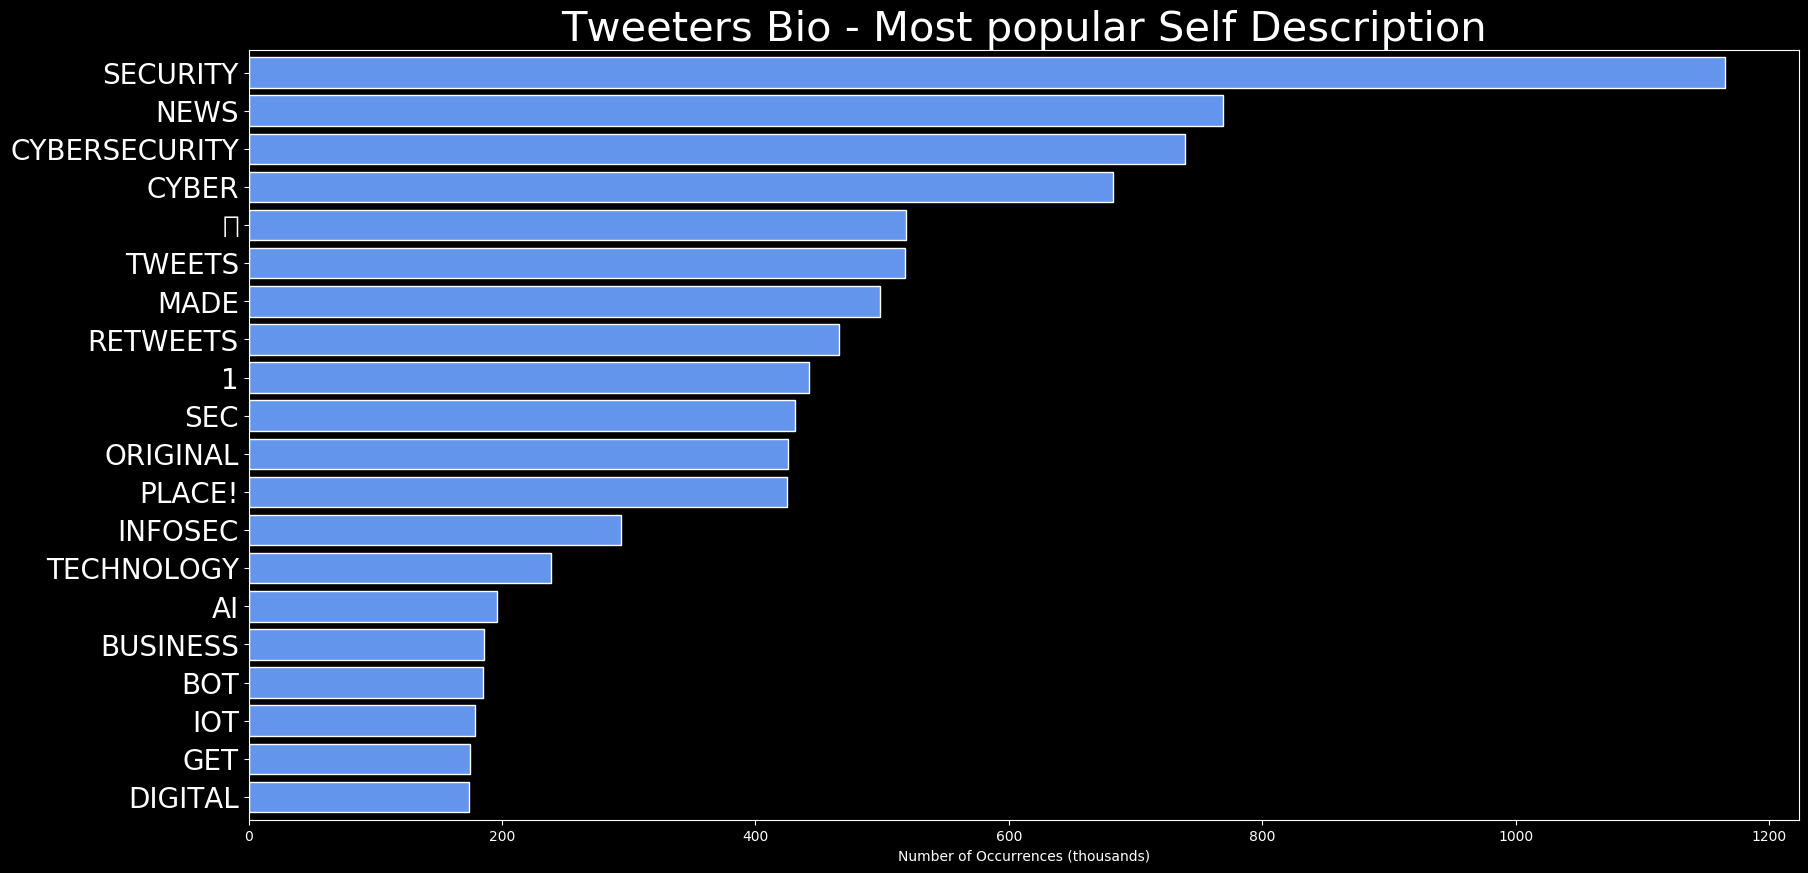 Tweeters Bio - Most popular Self Description
SECURITY
NEWS
CYBERSECURITY
CYBER
TWEETS
MADE
RETWEETS
1
SEC
ORIGINAL
PLACE!
INFOSEC
TECHNOLOGY
AI
BUSINESS
BOT
IOT
GET
DIGITAL
0 200 400 600 800 1000 1200
Number of Occurrences (thousands)